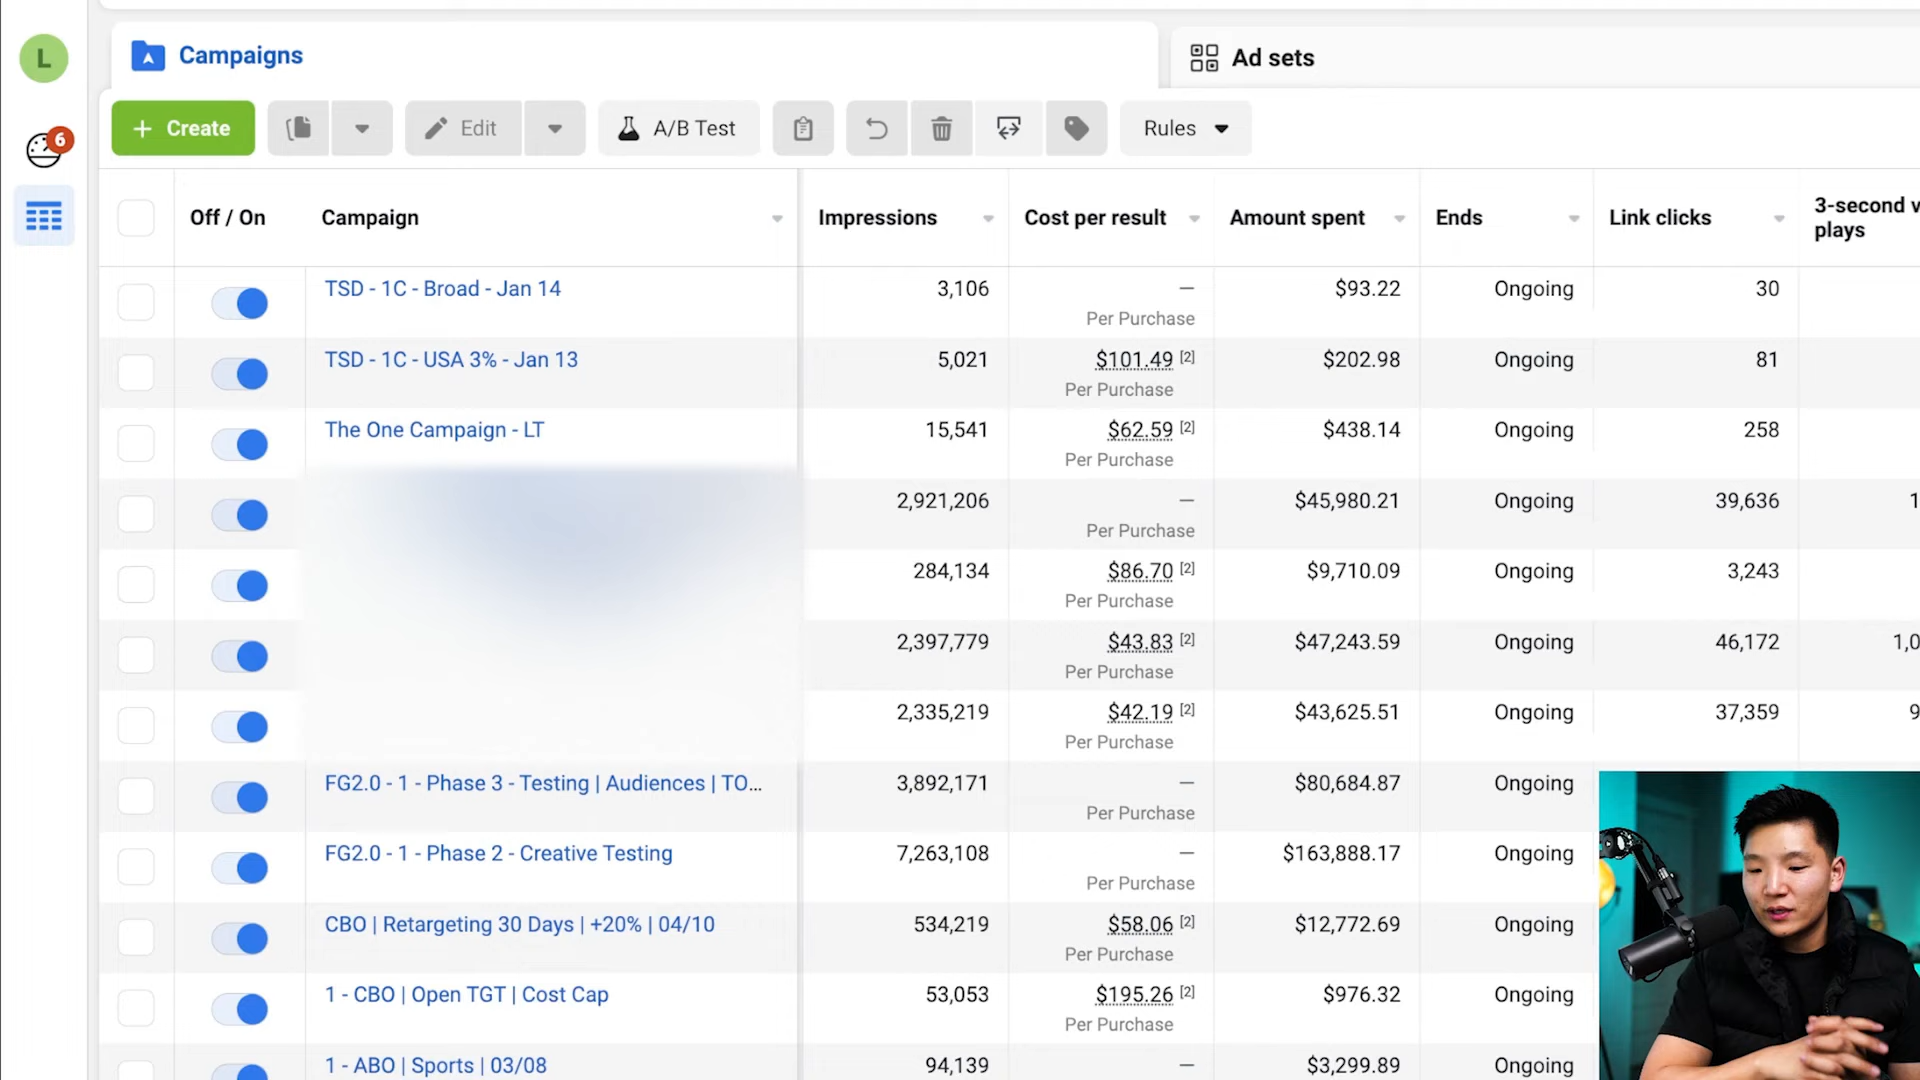 L
Campaigns
Ad sets
6
+ Create
Edit
A/B Test
Rules
Off / On
Campaign
Impressions
Cost per result
Amount spent
Ends
Link clicks
3-second v
plays
TSD - 1C - Broad - Jan 14
3,106
—
Per Purchase
$93.22
Ongoing
30
TSD - 1C - USA 3% - Jan 13
5,021
$101.49 [2]
Per Purchase
$202.98
Ongoing
81
The One Campaign - LT
15,541
$62.59 [2]
Per Purchase
$438.14
Ongoing
258
2,921,206
—
Per Purchase
$45,980.21
Ongoing
39,636
1
284,134
$86.70 [2]
Per Purchase
$9,710.09
Ongoing
3,243
2,397,779
$43.83 [2]
Per Purchase
$47,243.59
Ongoing
46,172
1,0
2,335,219
$42.19 [2]
Per Purchase
$43,625.51
Ongoing
37,359
9
FG2.0 - 1 - Phase 3 - Testing | Audiences | TO...
3,892,171
—
Per Purchase
$80,684.87
Ongoing
FG2.0 - 1 - Phase 2 - Creative Testing
7,263,108
—
Per Purchase
$163,888.17
Ongoing
CBO | Retargeting 30 Days | +20% | 04/10
534,219
$58.06 [2]
Per Purchase
$12,772.69
Ongoing
1 - CBO | Open TGT | Cost Cap
53,053
$195.26 [2]
Per Purchase
$976.32
Ongoing
1 - ABO | Sports | 03/08
94,139
—
$3,299.89
Ongoing